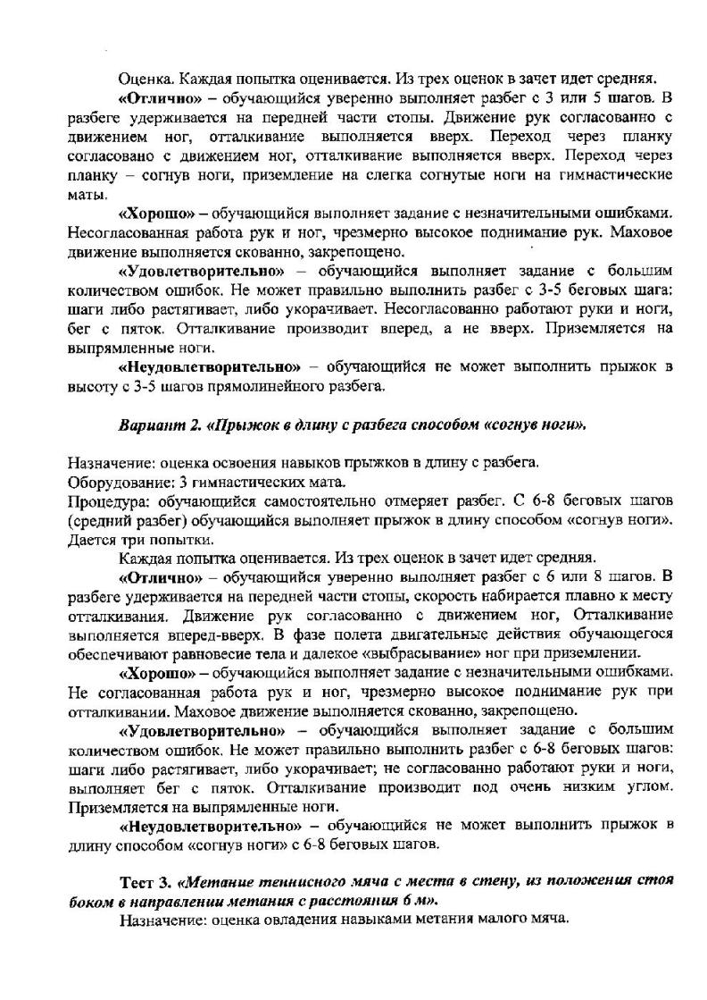 Оценка. Каждая попытка оценивается. Из трех оценок в зачет идет средняя.
«Отлично» – обучающийся уверенно выполняет разбег с 3 или 5 шагов. В
разбеге удерживается на передней части стопы. Движение рук согласованно с
движением ног, отталкивание выполняется вверх. Переход через планку
согласовано с движением ног, отталкивание выполняется вверх. Переход через
планку – согнув ноги, приземление на слегка согнутые ноги на гимнастические
маты.
«Хорошо» – обучающийся выполняет задание с незначительными ошибками.
Несогласованная работа рук и ног, чрезмерно высокое поднимание рук. Маховое
движение выполняется скованно, закрепощено.
«Удовлетворительно» – обучающийся выполняет задание с большим
количеством ошибок. Не может правильно выполнить разбег с 3-5 беговых шага:
шаги либо растягивает, либо укорачивает. Несогласованно работают руки и ноги,
бег с пяток. Отталкивание производит вперед, а не вверх. Приземляется на
выпрямленные ноги.
«Неудовлетворительно» – обучающийся не может выполнить прыжок в
высоту с 3-5 шагов прямолинейного разбега.
Вариант 2. «Прыжок в длину с разбега способом «согнув ноги».
Назначение: оценка освоения навыков прыжков в длину с разбега.
Оборудование: 3 гимнастических мата.
Процедура: обучающийся самостоятельно отмеряет разбег. С 6-8 беговых шагов
(средний разбег) обучающийся выполняет прыжок в длину способом «согнув ноги».
Дается три попытки.
Каждая попытка оценивается. Из трех оценок в зачет идет средняя.
«Отлично» – обучающийся уверенно выполняет разбег с 6 или 8 шагов. В
разбеге удерживается на передней части стопы, скорость набирается плавно к месту
отталкивания. Движение рук согласованно с движением ног, Отталкивание
выполняется вперед-вверх. В фазе полета двигательные действия обучающегося
обеспечивают равновесие тела и далекое «выбрасывание» ног при приземлении.
«Хорошо» – обучающийся выполняет задание с незначительными ошибками.
Не согласованная работа рук и ног, чрезмерно высокое поднимание рук при
отталкивании. Маховое движение выполняется скованно, закрепощено.
«Удовлетворительно» – обучающийся выполняет задание с большим
количеством ошибок. Не может правильно выполнить разбег с 6-8 беговых шагов:
шаги либо растягивает, либо укорачивает; не согласованно работают руки и ноги,
выполняет бег с пяток. Отталкивание производит под очень низким углом.
Приземляется на выпрямленные ноги.
«Неудовлетворительно» – обучающийся не может выполнить прыжок в
длину способом «согнув ноги» с 6-8 беговых шагов.
Тест 3. «Метание теннисного мяча с места в стену, из положения стоя
боком в направлении метания с расстояния 6 м».
Назначение: оценка овладения навыками метания малого мяча.